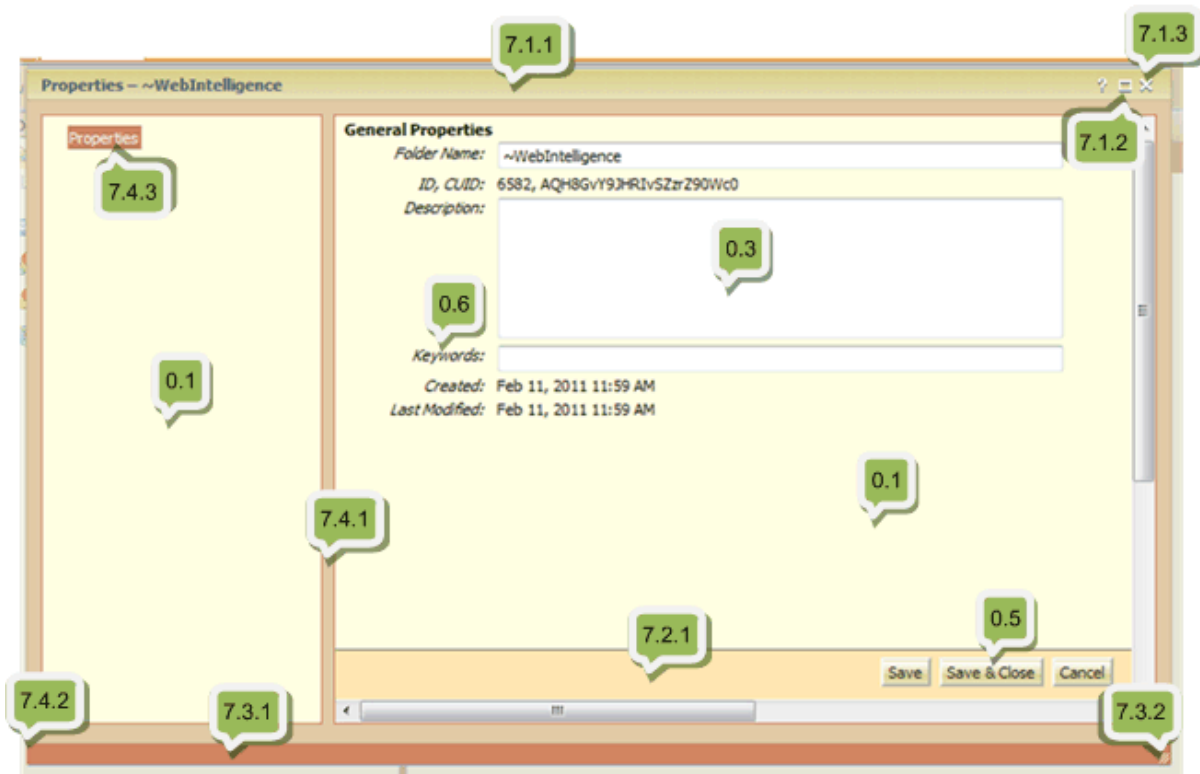 7.1.1
7.1.3
Properties – ~WebIntelligence
?
7.1.2
Properties
7.4.3
General Properties
Folder Name: ~WebIntelligence
ID, CUID: 6582, AQH8GvY9JHRIvSZzrZ90Wc0
Description:
0.3
0.6
Keywords:
0.1
Created: Feb 11, 2011 11:59 AM
Last Modified: Feb 11, 2011 11:59 AM
0.1
7.4.1
0.5
7.2.1
Save Save & Close Cancel
7.4.2
7.3.1
7.3.2